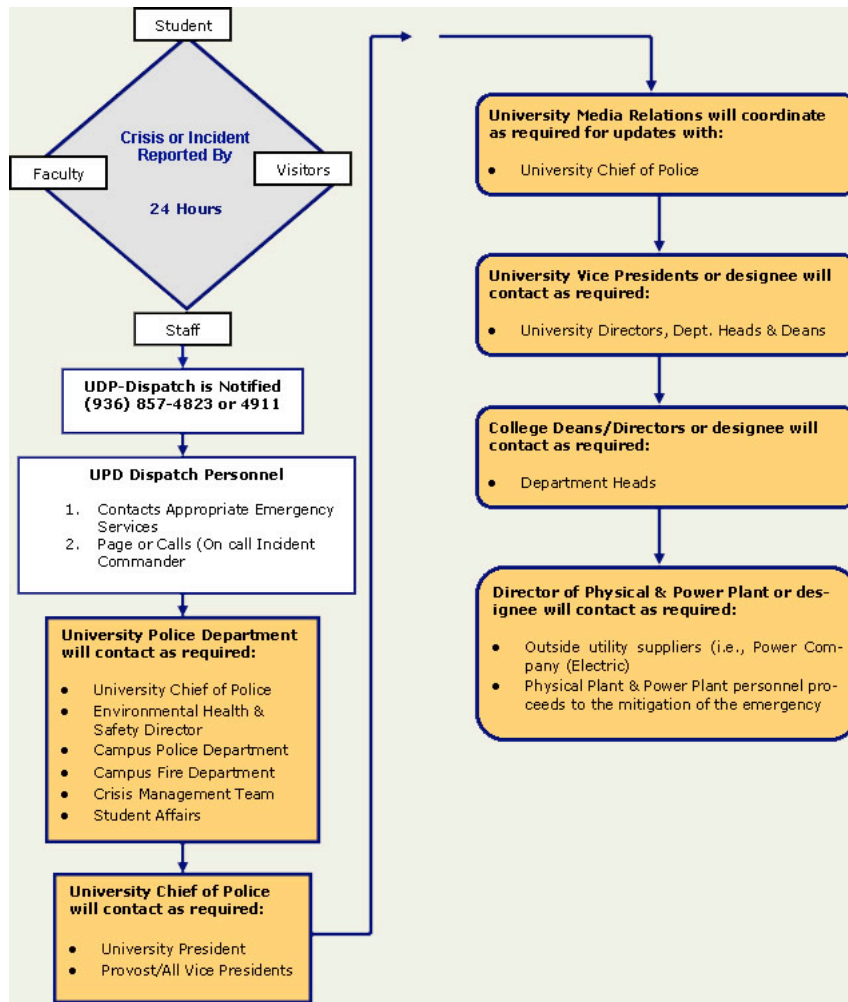 Student
Crisis or Incident
Reported By
Faculty
Visitors
24 Hours
Staff
UDP-Dispatch is Notified
(936) 857-4823 or 4911
UPD Dispatch Personnel
1. Contacts Appropriate Emergency
Services
2. Page or Calls (On call Incident
Commander
University Police Department
will contact as required:
● University Chief of Police
● Environmental Health &
Safety Director
● Campus Police Department
● Campus Fire Department
● Crisis Management Team
● Student Affairs
University Chief of Police
will contact as required:
● University President
● Provost/All Vice Presidents
University Media Relations will coordinate
as required for updates with:
● University Chief of Police
University Vice Presidents or designee will
contact as required:
● University Directors, Dept. Heads & Deans
College Deans/Directors or designee will
contact as required:
● Department Heads
Director of Physical & Power Plant or des-
ignee will contact as required:
● Outside utility suppliers (i.e., Power Com-
pany (Electric)
● Physical Plant & Power Plant personnel pro-
ceeds to the mitigation of the emergency